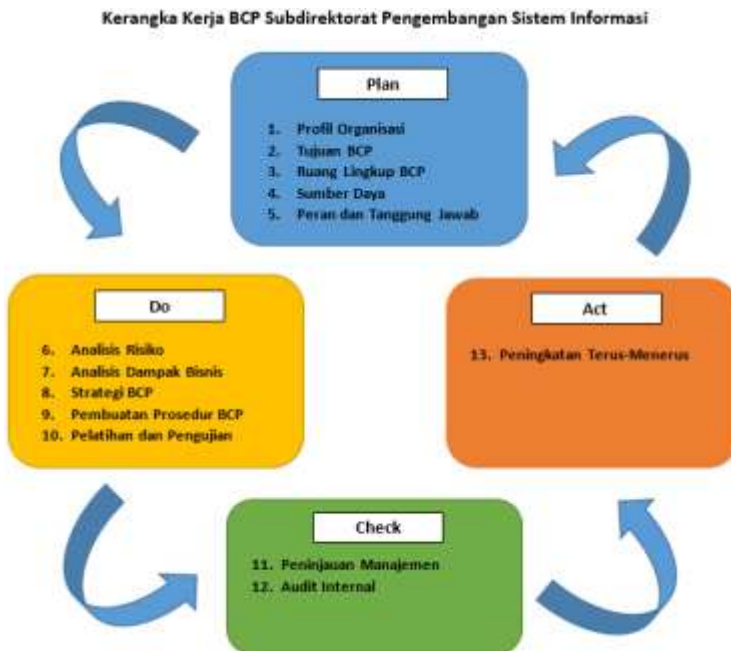 Kerangka Kerja BCP Subdirektorat Pengembangan Sistem Informasi
Plan
1. Profil Organisasi
2. Tujuan BCP
3. Ruang Lingkup BCP
4. Sumber Daya
5. Peran dan Tanggung Jawab
Do
6. Analisis Risiko
7. Analisis Dampak Bisnis
8. Strategi BCP
9. Pembuatan Prosedur BCP
10. Pelatihan dan Pengujian
Check
11. Peninjauan Manajemen
12. Audit Internal
Act
13. Peningkatan Terus-Menerus